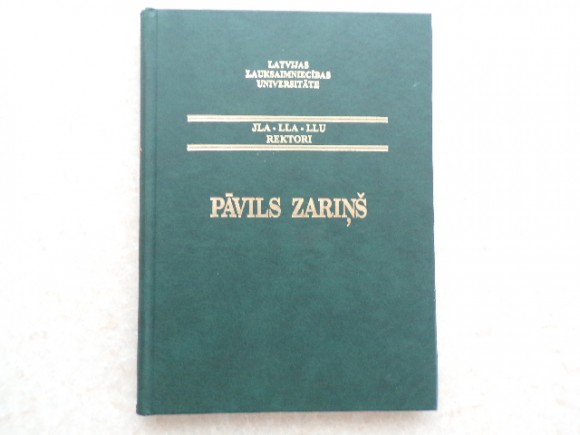 LATVIJAS
LAUKSAIMNIECĪBAS
UNIVERSITĀTE
JLA • LLA • LLU
REKTORI
PĀVILS ZARIŅŠ